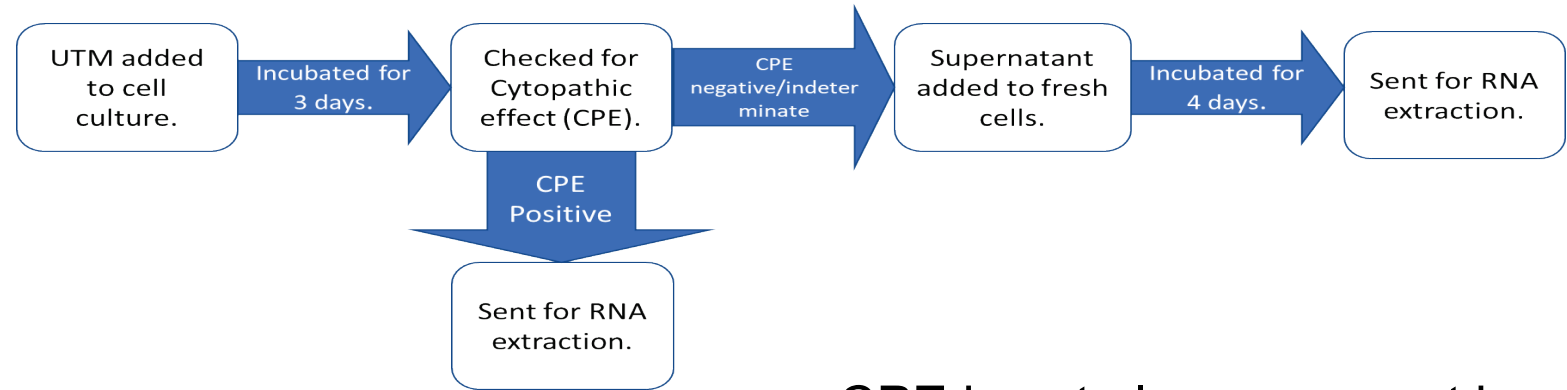 UTM added
to cell
culture.
Incubated for
3 days.
Checked for
Cytopathic
effect (CPE).
CPE
negative/indeter
minate
Supernatant
added to fresh
cells.
Incubated for
4 days.
Sent for RNA
extraction.
CPE
Positive
Sent for RNA
extraction.